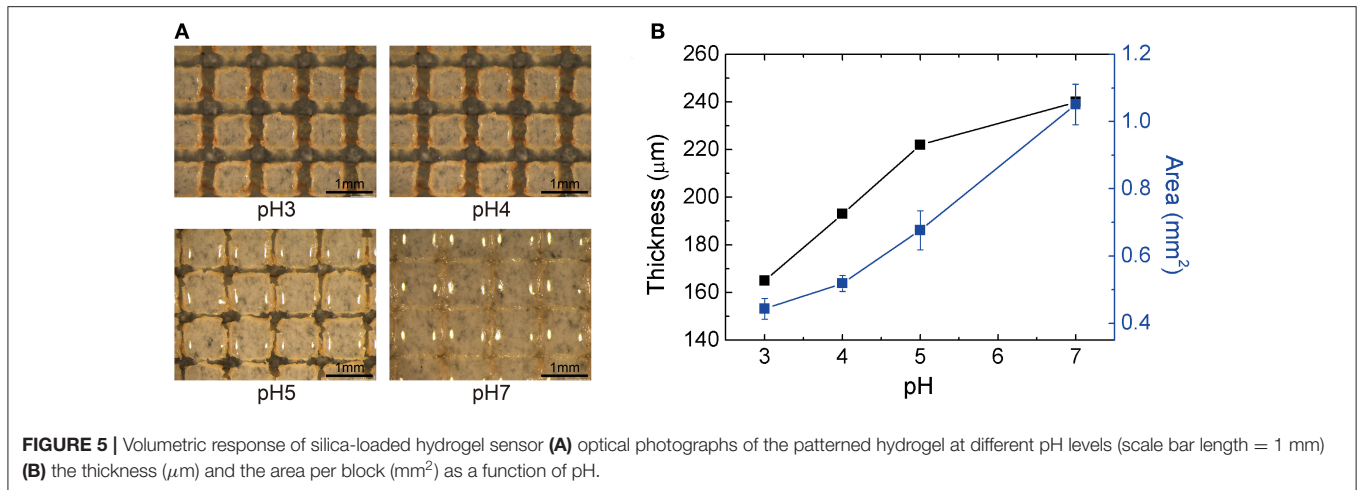 A
1mm
pH3
1mm
pH4
1mm
pH5
1mm
pH7
B
260
240
220
200
180
160
140
Thickness (μm)
1.2
1.0
0.8
0.6
0.4
Area (mm²)
3 4 5 6 7
pH
FIGURE 5 | Volumetric response of silica-loaded hydrogel sensor (A) optical photographs of the patterned hydrogel at different pH levels (scale bar length = 1 mm)
(B) the thickness (μm) and the area per block (mm²) as a function of pH.